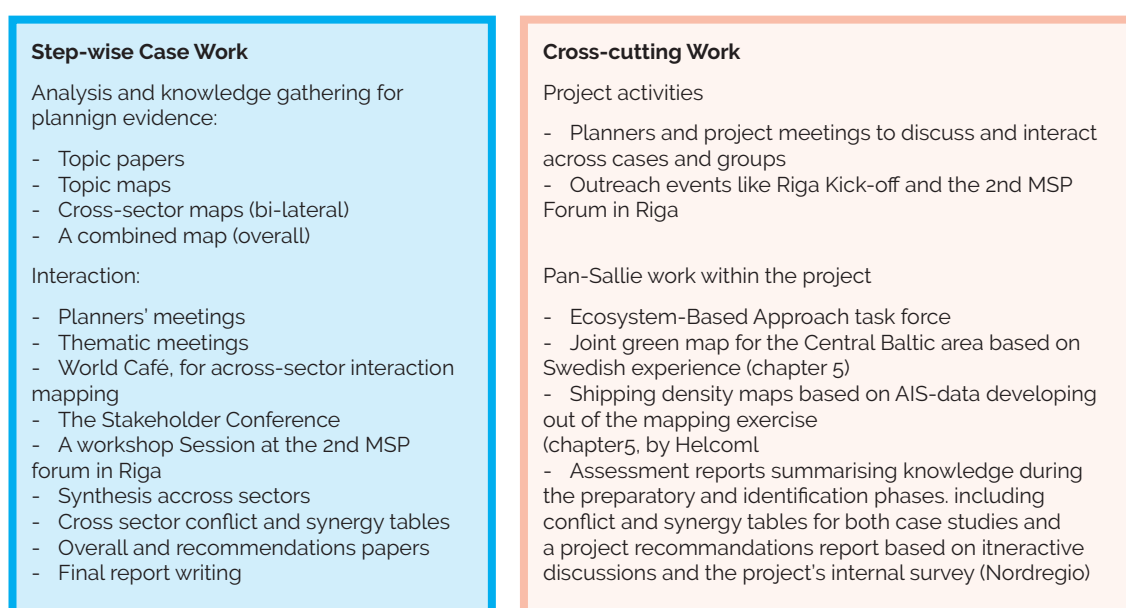 Step-wise Case Work
Analysis and knowledge gathering for
plannign evidence:
- Topic papers
- Topic maps
- Cross-sector maps (bi-lateral)
- A combined map (overall)
Interaction:
- Planners' meetings
- Thematic meetings
- World Café, for across-sector interaction
mapping
- The Stakeholder Conference
- A workshop Session at the 2nd MSP
forum in Riga
- Synthesis accross sectors
- Cross sector conflict and synergy tables
- Overall and recommendations papers
- Final report writing
Cross-cutting Work
Project activities
- Planners and project meetings to discuss and interact
across cases and groups
- Outreach events like Riga Kick-off and the 2nd MSP
Forum in Riga
Pan-Sallie work within the project
- Ecosystem-Based Approach task force
- Joint green map for the Central Baltic area based on
Swedish experience (chapter 5)
- Shipping density maps based on AIS-data developing
out of the mapping exercise
(chapter5, by Helcoml
- Assessment reports summarising knowledge during
the preparatory and identification phases. including
conflict and synergy tables for both case studies and
a project recommandations report based on itneractive
discussions and the project's internal survey (Nordregio)